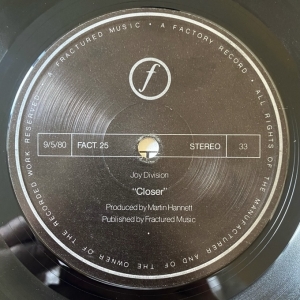 A FRACTURED MUSIC · A FACTORY RECORD · ALL RIGHTS OF THE MANUFACTURER AND OF THE OWNER OF THE RECORDED WORK RESERVED ·
f
9/5/80 FACT. 25 STEREO 33
Joy Division
"Closer"
Produced by Martin Hannett
Published by Fractured Music